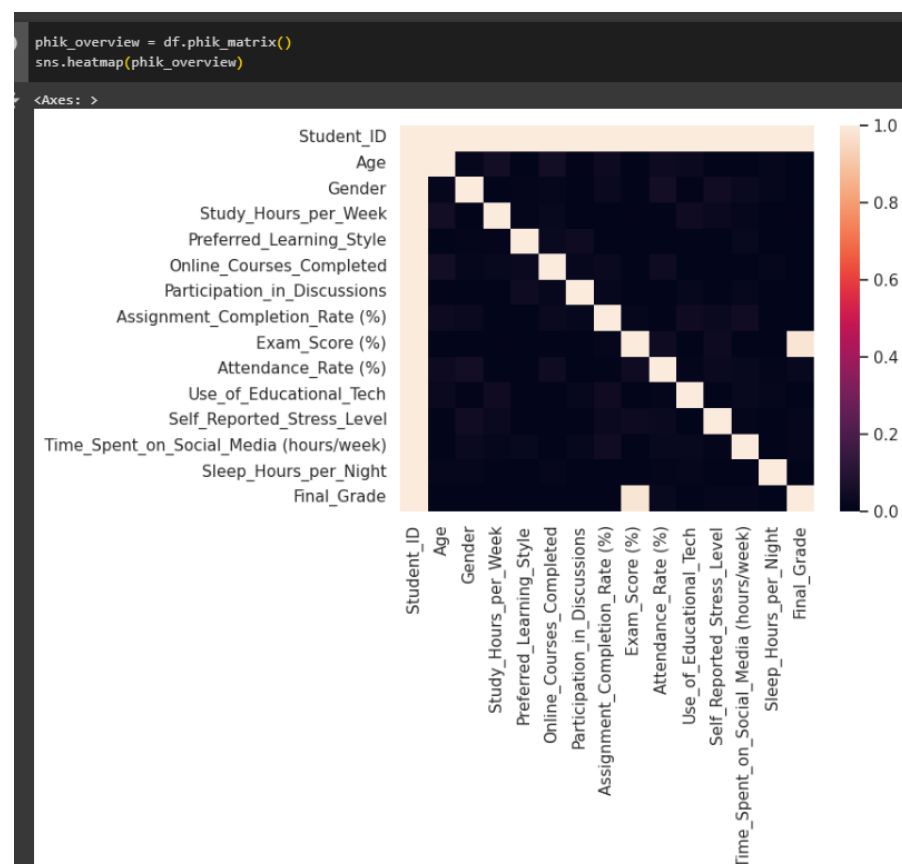 phik_overview = df.phik_matrix()
sns.heatmap(phik_overview)
<Axes: >
Student_ID
Age
Gender
Study_Hours_per_Week
Preferred_Learning_Style
Online_Courses_Completed
Participation_in_Discussions
Assignment_Completion_Rate (%)
Exam_Score (%)
Attendance_Rate (%)
Use_of_Educational_Tech
Self_Reported_Stress_Level
Time_Spent_on_Social_Media (hours/week)
Sleep_Hours_per_Night
Final_Grade
1.0
0.8
0.6
0.4
0.2
0.0
Student_ID
Age
Gender
Study_Hours_per_Week
Preferred_Learning_Style
Online_Courses_Completed
Participation_in_Discussions
Assignment_Completion_Rate (%)
Exam_Score (%)
Attendance_Rate (%)
Use_of_Educational_Tech
Self_Reported_Stress_Level
Time_Spent_on_Social_Media (hours/week)
Sleep_Hours_per_Night
Final_Grade